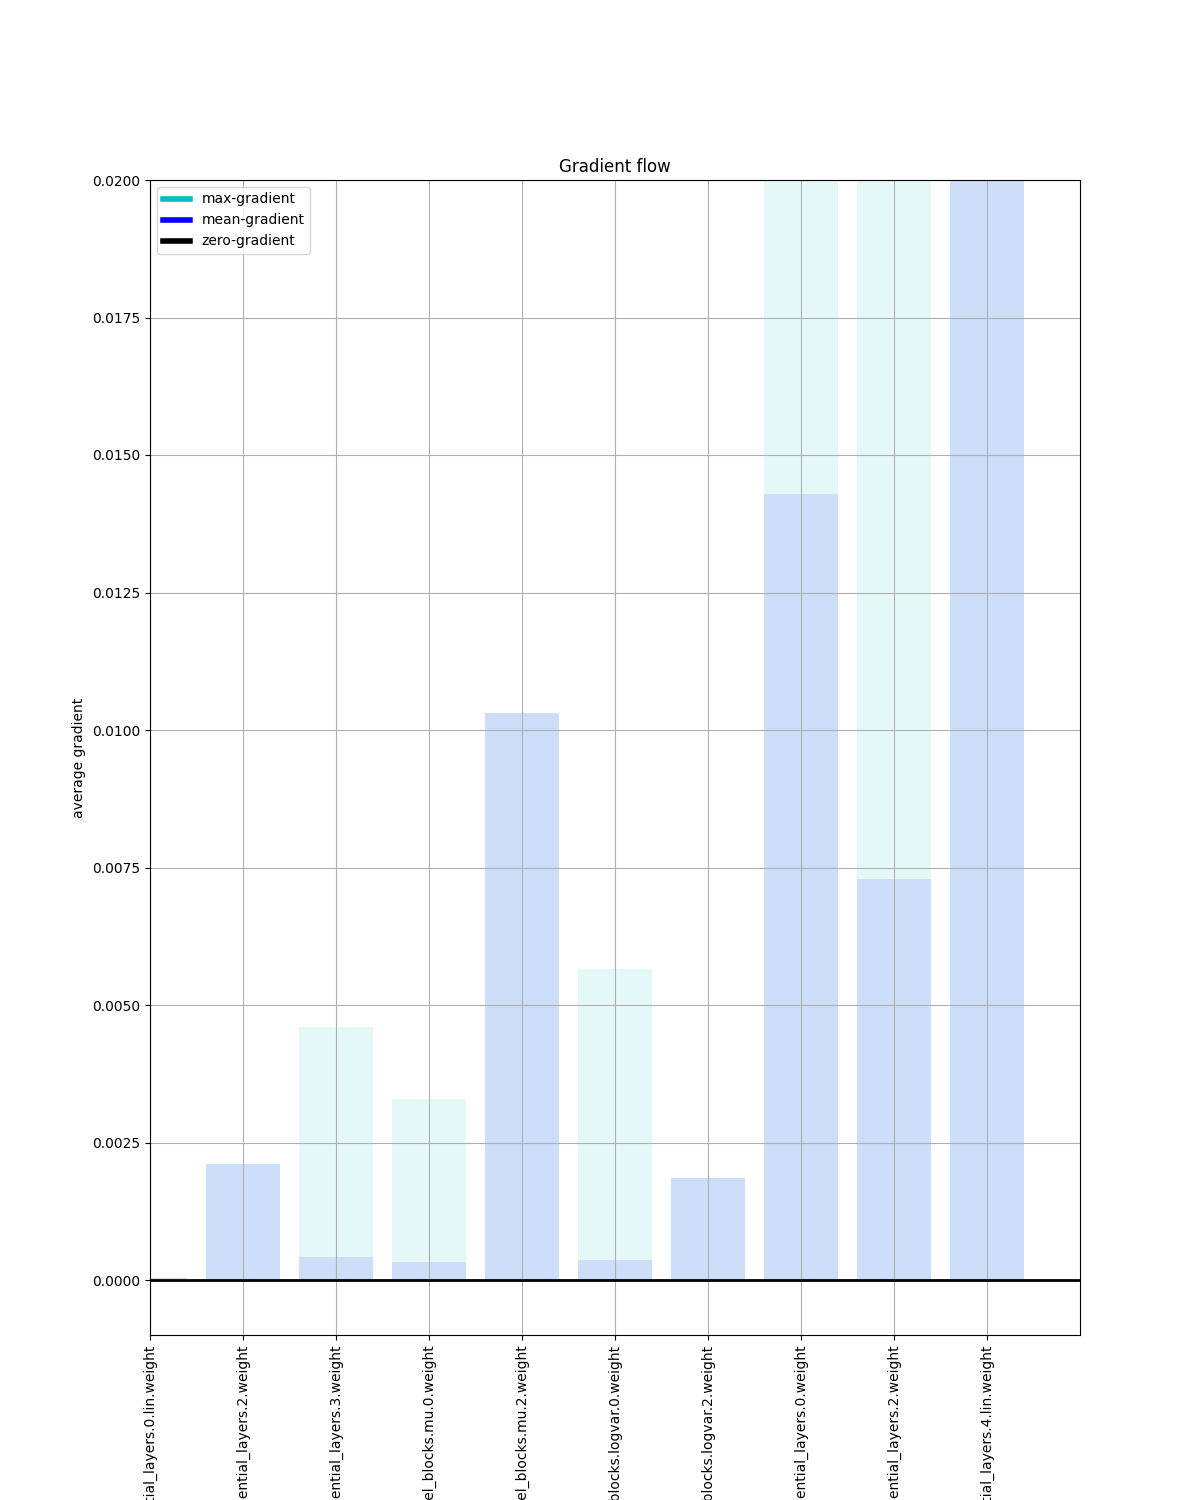 Gradient flow
max-gradient
mean-gradient
zero-gradient
0.0200
0.0175
0.0150
0.0125
0.0100
0.0075
0.0050
0.0025
0.0000
average gradient
tial_layers.0.lin.weight
ential_layers.2.weight
ential_layers.3.weight
el_blocks.mu.0.weight
el_blocks.mu.2.weight
blocks.logvar.0.weight
blocks.logvar.2.weight
ential_layers.0.weight
ential_layers.2.weight
tial_layers.4.lin.weight